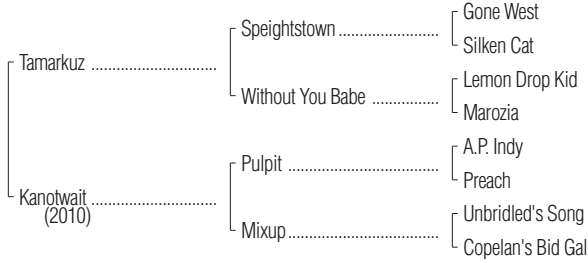 Gone West
Speightstown
Silken Cat
Tamarkuz
Lemon Drop Kid
Without You Babe
Marozia
A.P. Indy
Pulpit
Preach
Kanotwait
(2010)
Unbridled's Song
Mixup
Copelan's Bid Gal